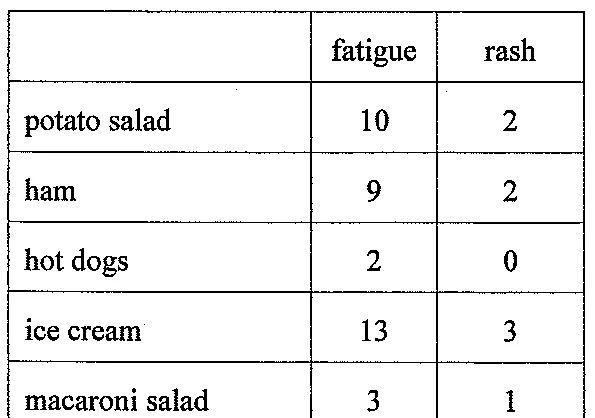 fatigue rash
potato salad 10 2
ham 9 2
hot dogs 2 0
ice cream 13 3
macaroni salad 3 1